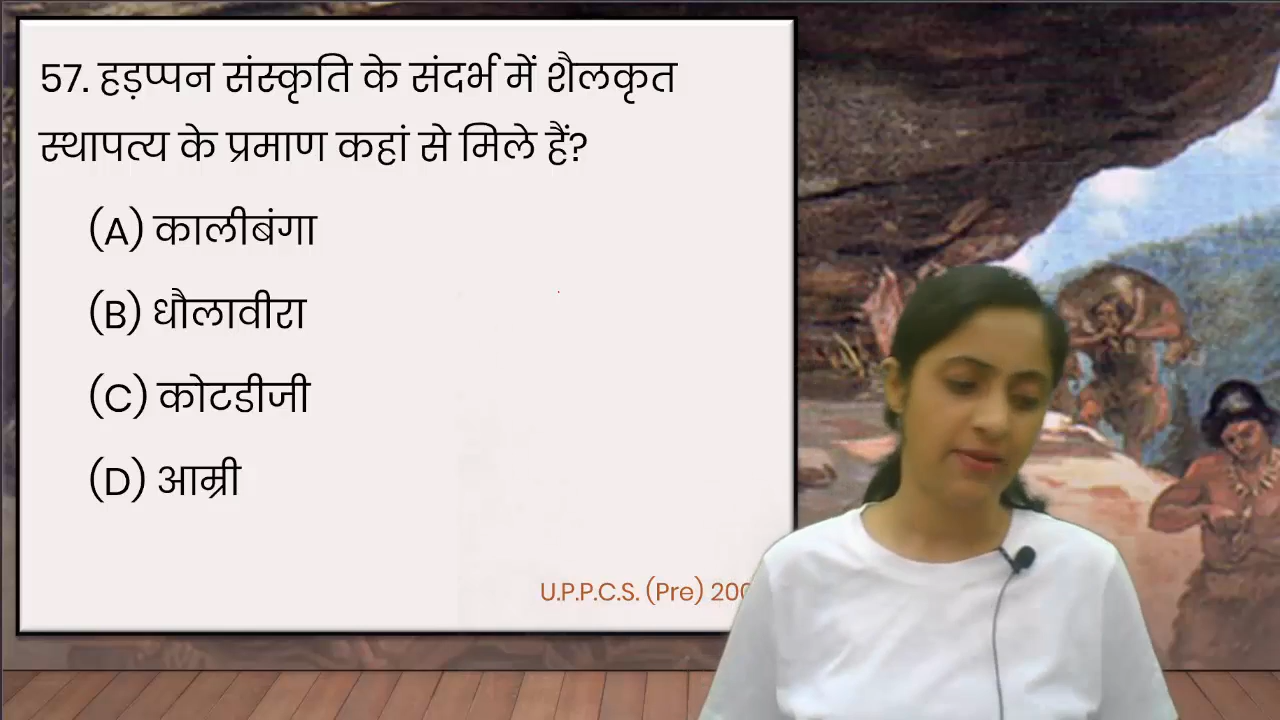 57. हड़प्पन संस्कृति के संदर्भ में शैलकृत
स्थापत्य के प्रमाण कहां से मिले हैं?
(A) कालीबंगा
(B) धौलावीरा
(C) कोटडीजी
(D) आम्री
U.P.P.C.S. (Pre)